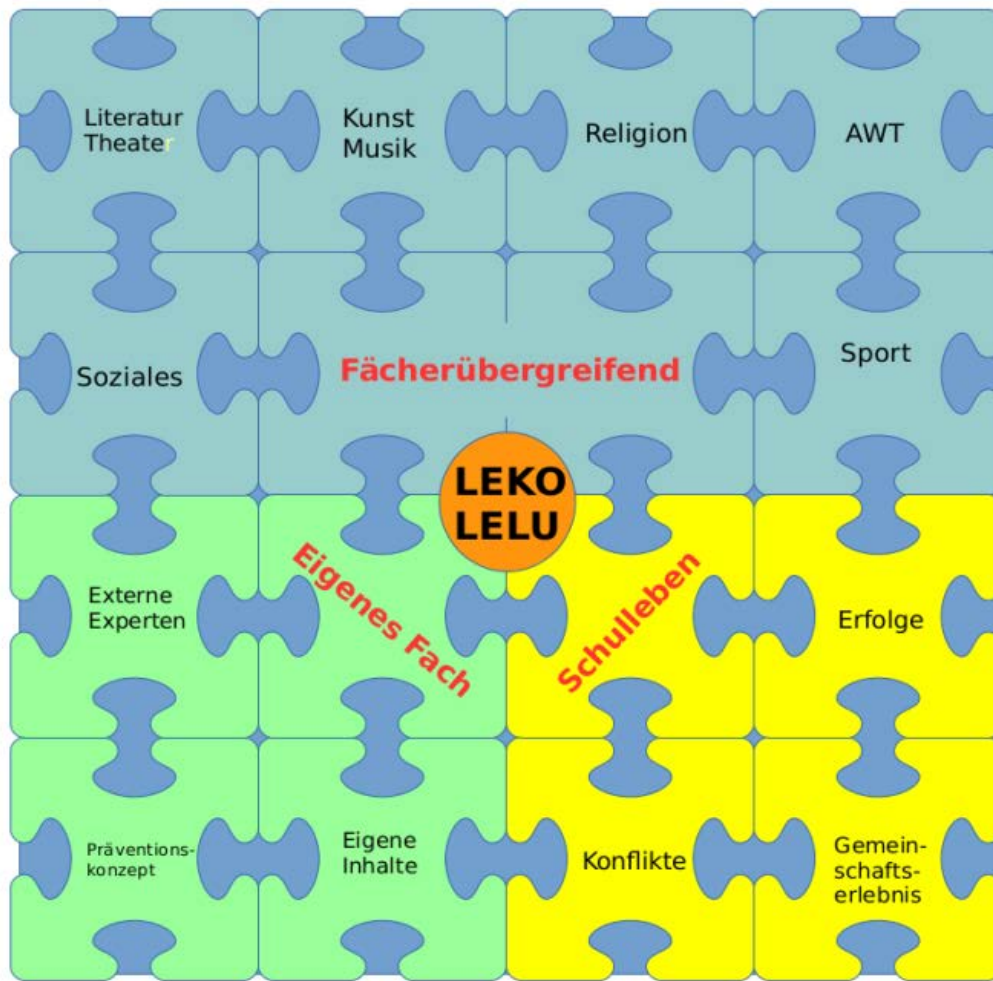 Literatur
Theater
Kunst
Musik
Religion
AWT
Soziales
Fächerübergreifend
Sport
LEKO
LELU
Externe
Experten
Eigenes Fach
Schulleben
Erfolge
Präventions-
konzept
Eigene
Inhalte
Konflikte
Gemein-
schafts-
erlebnis